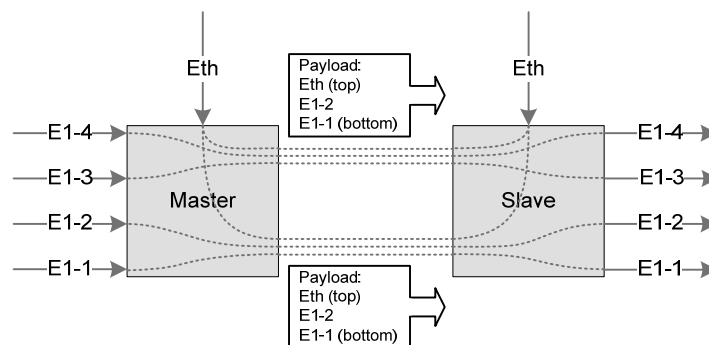 Eth
Payload:
Eth (top)
E1-2
E1-1 (bottom)
Eth
E1-4
E1-3
E1-2
E1-1
Master
Slave
E1-4
E1-3
E1-2
E1-1
Payload:
Eth (top)
E1-2
E1-1 (bottom)